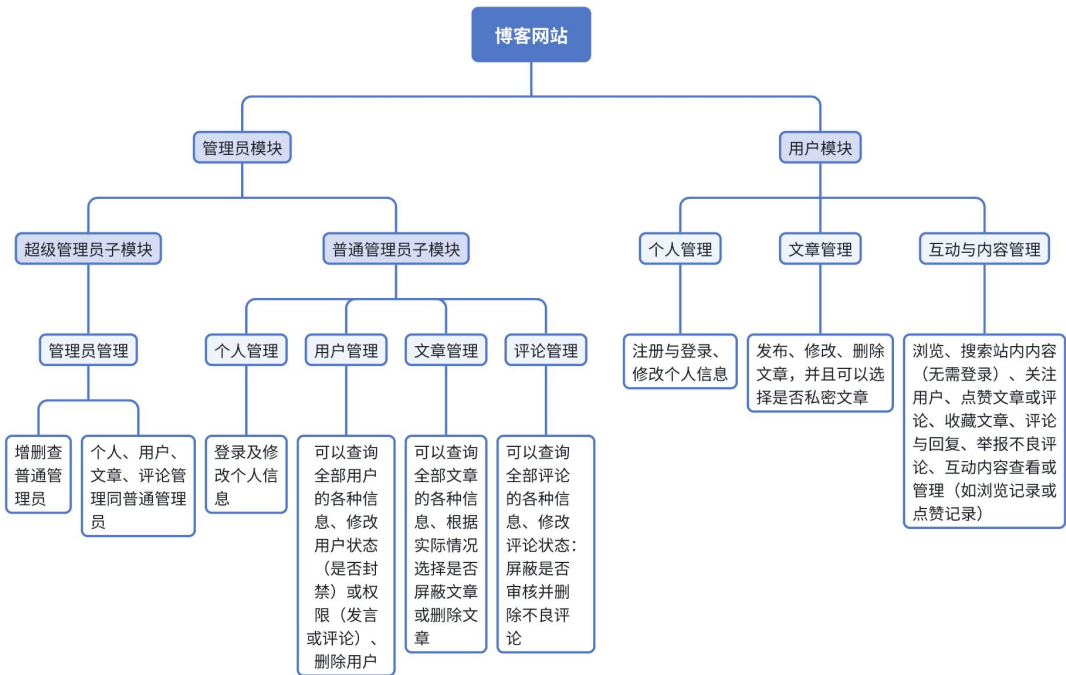 博客网站
管理员模块
用户模块
超级管理员子模块
普通管理员子模块
个人管理
文章管理
互动与内容管理
管理员管理
个人管理
用户管理
文章管理
评论管理
注册与登录、
修改个人信息
发布、修改、删除
文章，并且可以选
择是否私密文章
浏览、搜索站内内容
（无需登录）、关注
用户、点赞文章或评
论、收藏文章、评论
与回复、举报不良评
论、互动内容查看或
管理（如浏览记录或
点赞记录）
增删查
普通管
理员
个人、用户、
文章、评论管
理同普通管理
员
登录及修
改个人信
息
可以查询
全部用户
的各种信
息、修改
用户状态
（是否封
禁）或权
限（发言
或评论）、
删除用户
可以查询
全部文章
的各种信
息、根据
实际情况
选择是否
屏蔽文章
或删除文
章
可以查询
全部评论
的各种信
息、修改
评论状态：
屏蔽是否
审核并删
除不良评
论